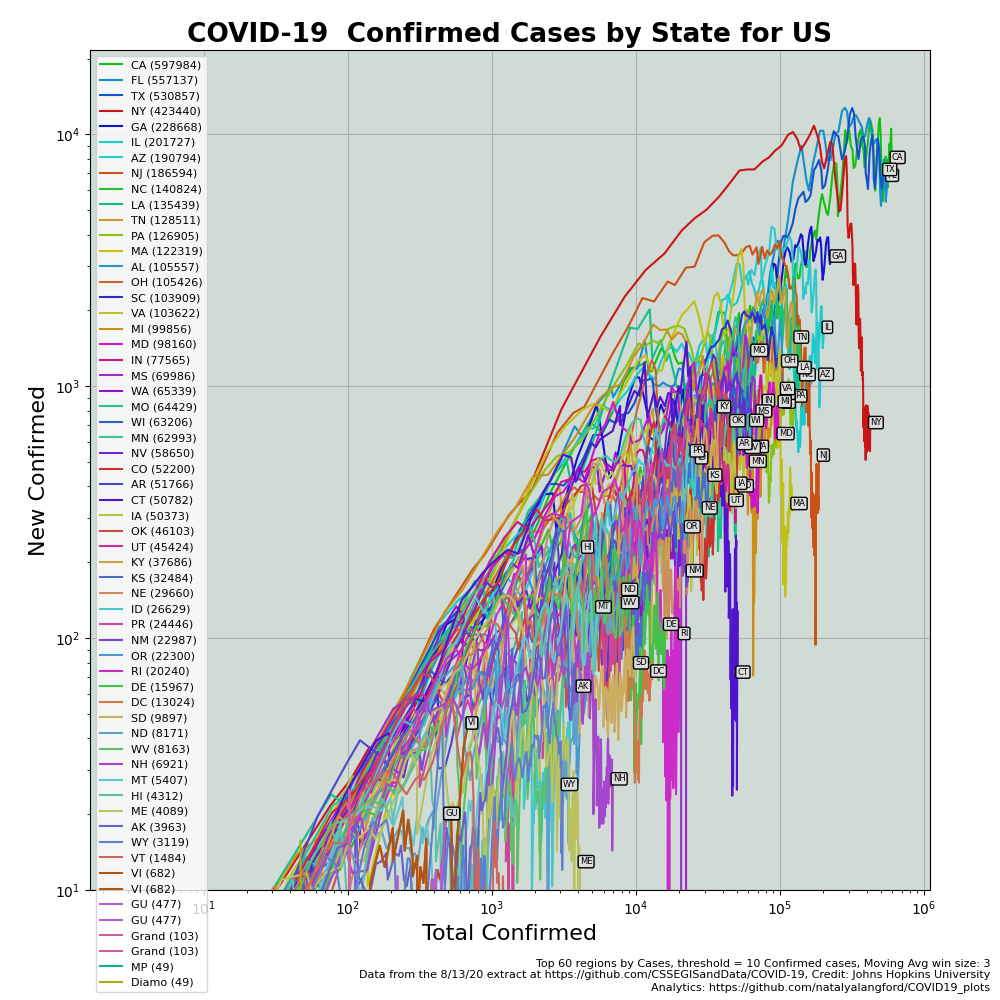 COVID-19  Confirmed Cases by State for US
CA (597984)
FL (557137)
TX (530857)
NY (423440)
GA (228668)
IL (201727)
AZ (190794)
NJ (186594)
NC (140824)
LA (135439)
TN (128511)
PA (126905)
MA (122319)
AL (105557)
OH (105426)
SC (103909)
VA (103622)
MI (99856)
MD (98160)
IN (77565)
MS (69986)
WA (65339)
MO (64429)
WI (63206)
MN (62993)
NV (58650)
CO (52200)
AR (51766)
CT (50782)
IA (50373)
OK (46103)
UT (45424)
KY (37686)
KS (32484)
NE (29660)
ID (26629)
PR (24446)
NM (22987)
OR (22300)
RI (20240)
DE (15967)
DC (13024)
SD (9897)
ND (8171)
WV (8163)
NH (6921)
MT (5407)
HI (4312)
ME (4089)
AK (3963)
WY (3119)
VT (1484)
VI (682)
VI (682)
GU (477)
GU (477)
Grand (103)
Grand (103)
MP (49)
Diamo (49)
New Confirmed
10^4
10^3
10^2
10^1
CA
TX
GA
IL
TN
MO
OH
LA
AZ
VA
PA
MI
IN
MS
KY
OK
WI
NY
MD
AR
MN
NJ
PR
KS
IA
UT
MA
NE
OR
HI
NM
ND
WV
MT
DE
RI
SD
DC
CT
AK
VI
NH
WY
GU
ME
10^1
10^2
10^3
10^4
10^5
10^6
Total Confirmed
Top 60 regions by Cases, threshold = 10 Confirmed cases, Moving Avg win size: 3
Data from the 8/13/20 extract at https://github.com/CSSEGISandData/COVID-19, Credit: Johns Hopkins University
Analytics: https://github.com/natalyalangford/COVID19_plots